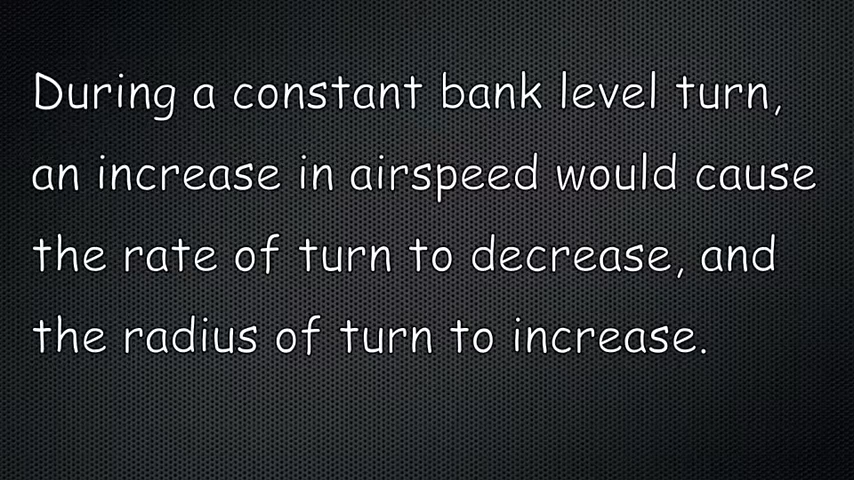 During a constant bank level turn,
an increase in airspeed would cause
the rate of turn to decrease, and
the radius of turn to increase.